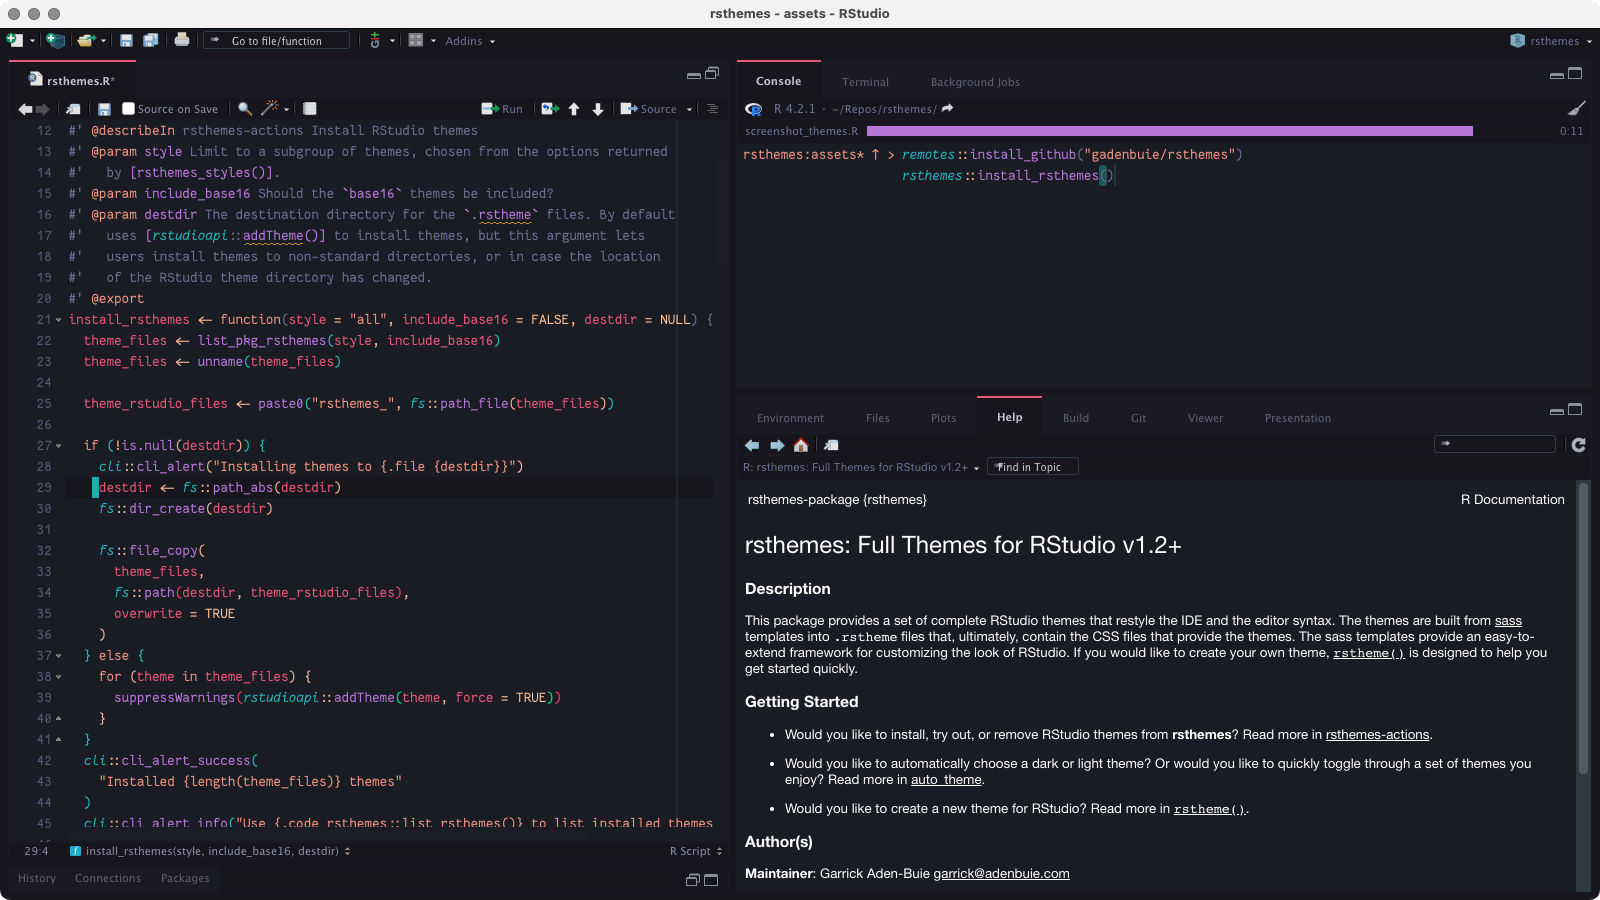 rsthemes - assets - RStudio
Go to file/function
Addins
rsthemes
rsthemes.R*
Source on Save
Run
Source
12 #' @describeIn rsthemes-actions Install RStudio themes
13 #' @param style Limit to a subgroup of themes, chosen from the options returned
14 #'   by [rsthemes_styles()].
15 #' @param include_base16 Should the `base16` themes be included?
16 #' @param destdir The destination directory for the `.rstheme` files. By default
17 #'   uses [rstudioapi::addTheme()] to install themes, but this argument lets
18 #'   users install themes to non-standard directories, or in case the location
19 #'   of the RStudio theme directory has changed.
20 #' @export
21 install_rsthemes <- function(style = "all", include_base16 = FALSE, destdir = NULL) {
22   theme_files <- list_pkg_rsthemes(style, include_base16)
23   theme_files <- unname(theme_files)
24
25   theme_rstudio_files <- paste0("rsthemes_", fs::path_file(theme_files))
26
27   if (!is.null(destdir)) {
28     cli::cli_alert("Installing themes to {.file {destdir}}")
29     destdir <- fs::path_abs(destdir)
30     fs::dir_create(destdir)
31
32     fs::file_copy(
33       theme_files,
34       fs::path(destdir, theme_rstudio_files),
35       overwrite = TRUE
36     )
37   } else {
38     for (theme in theme_files) {
39       suppressWarnings(rstudioapi::addTheme(theme, force = TRUE))
40     }
41   }
42   cli::cli_alert_success(
43     "Installed {length(theme_files)} themes"
44   )
45   cli::cli_alert_info("Use {.code rsthemes::list_rsthemes()} to list installed themes
29:4 install_rsthemes(style, include_base16, destdir) R Script
History Connections Packages
Console Terminal Background Jobs
R 4.2.1 · ~/Repos/rsthemes/
screenshot_themes.R 0:11
rsthemes:assets* ↑ > remotes::install_github("gadenbuie/rsthemes")
rsthemes::install_rsthemes()
Environment Files Plots Help Build Git Viewer Presentation
R: rsthemes: Full Themes for RStudio v1.2+ Find in Topic
rsthemes-package {rsthemes} R Documentation
rsthemes: Full Themes for RStudio v1.2+
Description
This package provides a set of complete RStudio themes that restyle the IDE and the editor syntax. The themes are built from sass
templates into .rstheme files that, ultimately, contain the CSS files that provide the themes. The sass templates provide an easy-to-
extend framework for customizing the look of RStudio. If you would like to create your own theme, rstheme() is designed to help you
get started quickly.
Getting Started
• Would you like to install, try out, or remove RStudio themes from rsthemes? Read more in rsthemes-actions.
• Would you like to automatically choose a dark or light theme? Or would you like to quickly toggle through a set of themes you
enjoy? Read more in auto_theme.
• Would you like to create a new theme for RStudio? Read more in rstheme().
Author(s)
Maintainer: Garrick Aden-Buie garrick@adenbuie.com